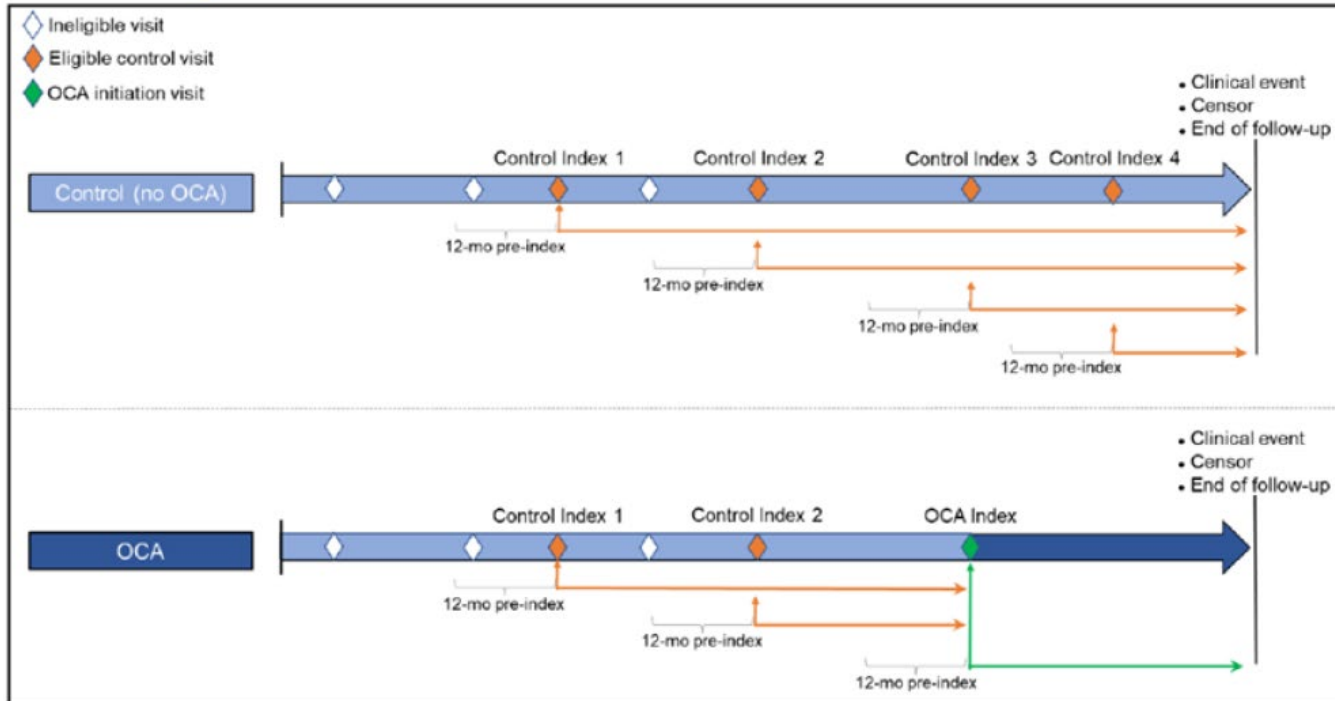 Ineligible visit
Eligible control visit
OCA initiation visit
• Clinical event
• Censor
• End of follow-up
Control Index 1
Control Index 2
Control Index 3
Control Index 4
Control (no OCA)
12-mo pre-index
12-mo pre-index
12-mo pre-index
12-mo pre-index
• Clinical event
• Censor
• End of follow-up
Control Index 1
Control Index 2
OCA Index
OCA
12-mo pre-index
12-mo pre-index
12-mo pre-index